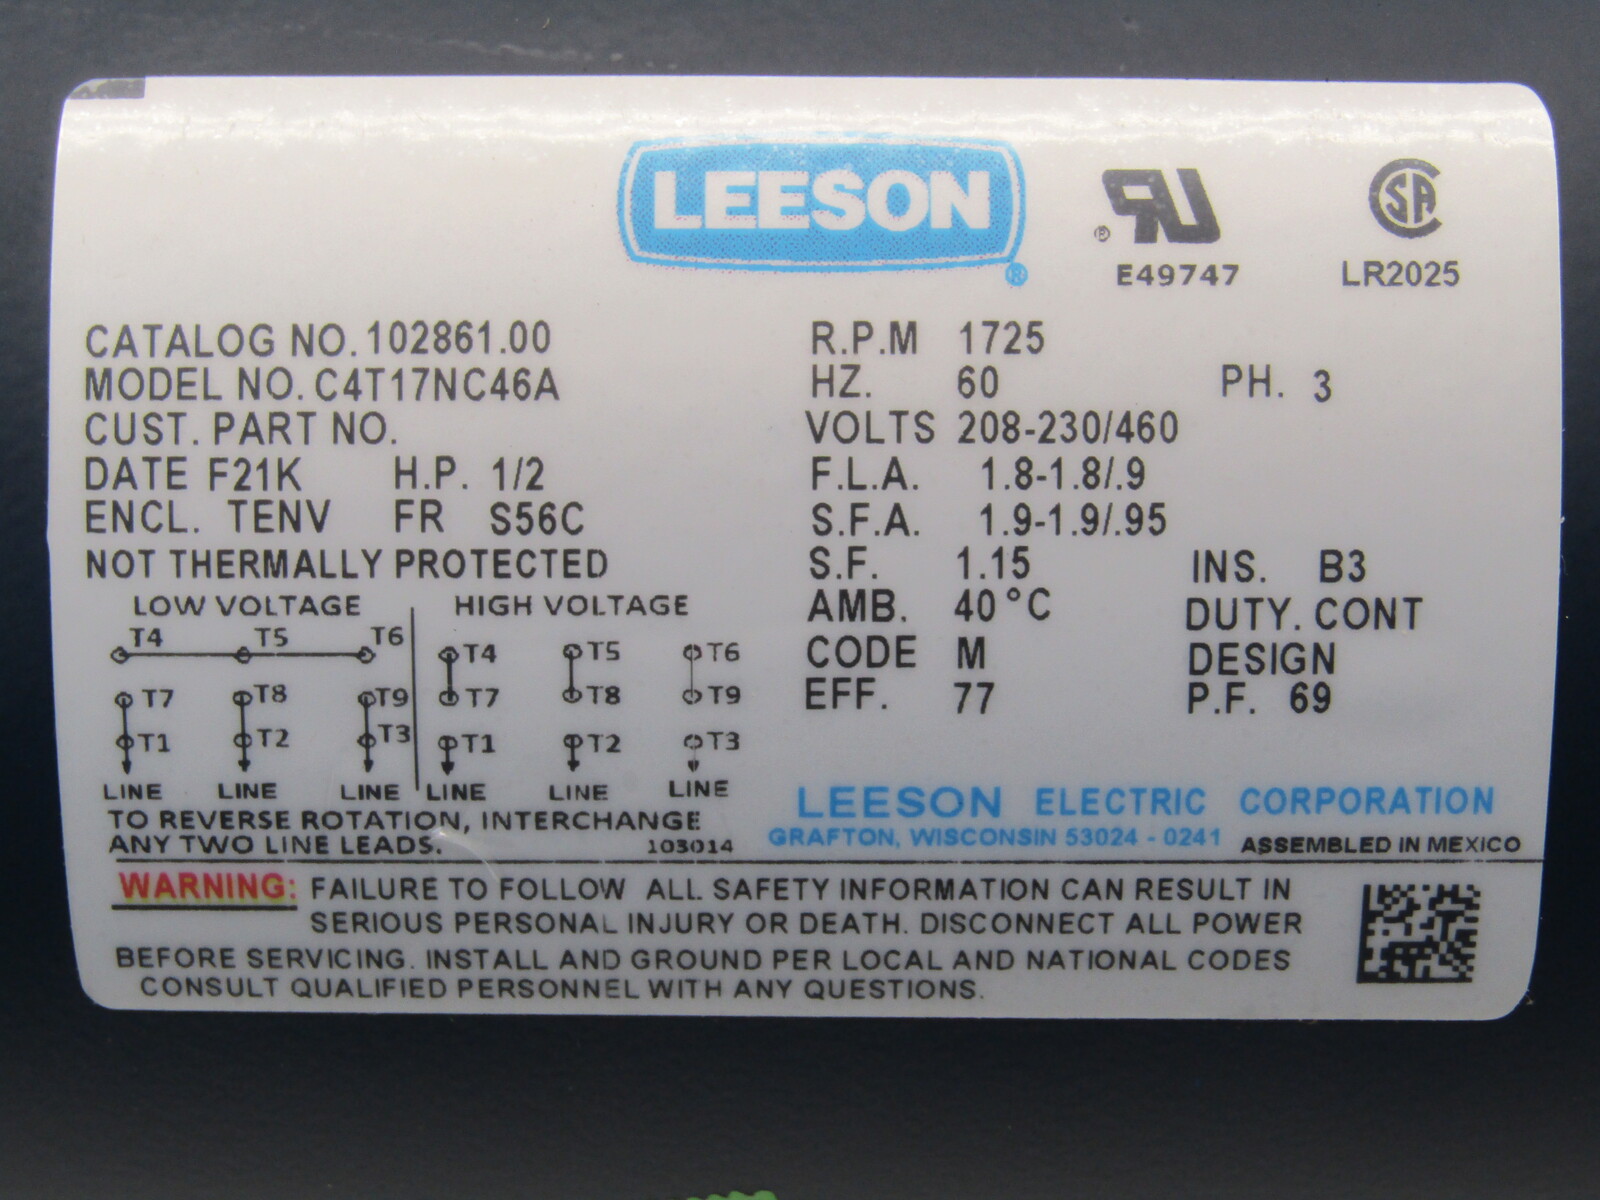 LEESON
®
®
E49747
LR2025
CATALOG NO. 102861.00
MODEL NO. C4T17NC46A
CUST. PART NO.
DATE F21K H.P. 1/2
ENCL. TENV FR S56C
NOT THERMALLY PROTECTED
R.P.M 1725
HZ. 60 PH. 3
VOLTS 208-230/460
F.L.A. 1.8-1.8/.9
S.F.A. 1.9-1.9/.95
S.F. 1.15 INS. B3
AMB. 40°C DUTY. CONT
CODE M DESIGN
EFF. 77 P.F. 69
LOW VOLTAGE HIGH VOLTAGE
T4 T5 T6 T4 T5 T6
T7 T8 T9 T7 T8 T9
T1 T2 T3 T1 T2 T3
LINE LINE LINE LINE LINE LINE
TO REVERSE ROTATION, INTERCHANGE
ANY TWO LINE LEADS. 103014
LEESON ELECTRIC CORPORATION
GRAFTON, WISCONSIN 53024 - 0241 ASSEMBLED IN MEXICO
WARNING: FAILURE TO FOLLOW ALL SAFETY INFORMATION CAN RESULT IN
SERIOUS PERSONAL INJURY OR DEATH. DISCONNECT ALL POWER
BEFORE SERVICING. INSTALL AND GROUND PER LOCAL AND NATIONAL CODES
CONSULT QUALIFIED PERSONNEL WITH ANY QUESTIONS.